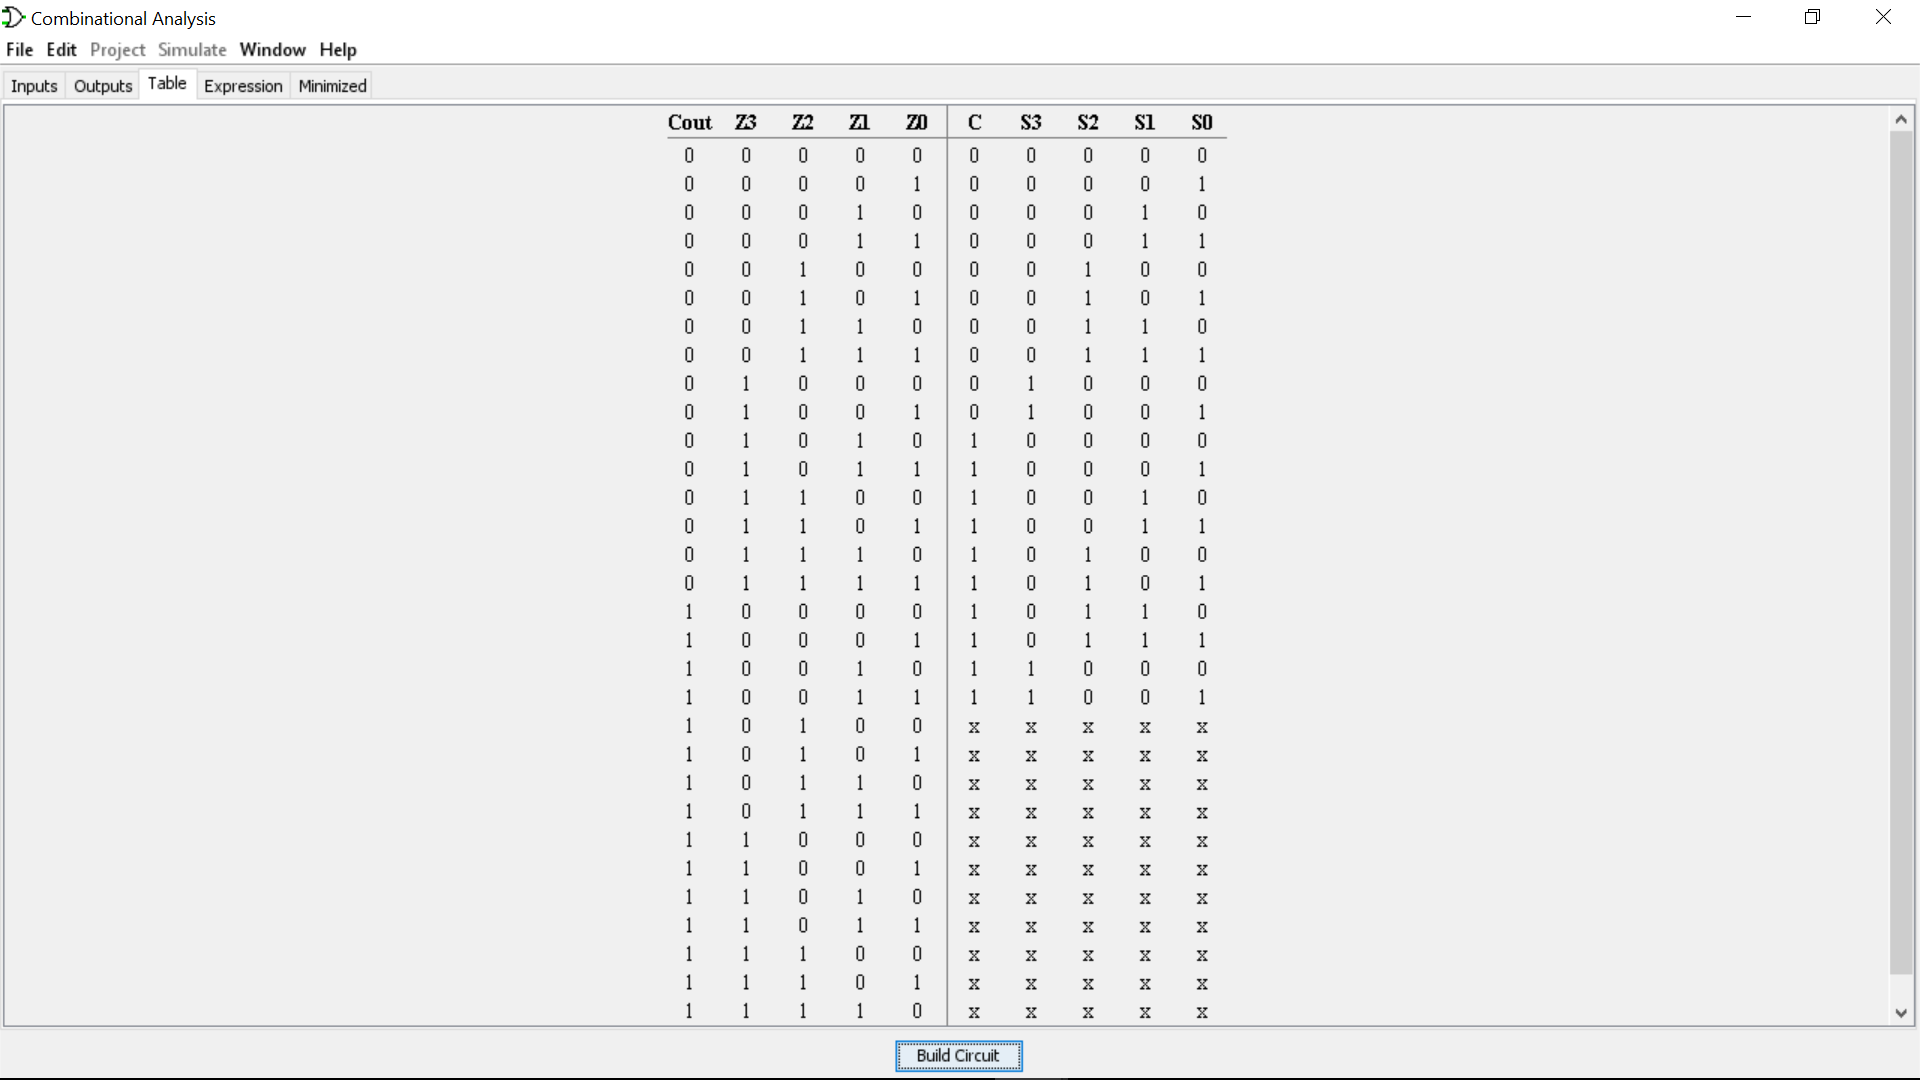 Combinational Analysis
File Edit Project Simulate Window Help
Inputs Outputs Table Expression Minimized
Cout Z3 Z2 Z1 Z0 C S3 S2 S1 S0
0 0 0 0 0 0 0 0 0 0
0 0 0 0 1 0 0 0 0 1
0 0 0 1 0 0 0 0 1 0
0 0 0 1 1 0 0 0 1 1
0 0 1 0 0 0 0 1 0 0
0 0 1 0 1 0 0 1 0 1
0 0 1 1 0 0 0 1 1 0
0 0 1 1 1 0 0 1 1 1
0 1 0 0 0 0 1 0 0 0
0 1 0 0 1 0 1 0 0 1
0 1 0 1 0 1 0 0 0 0
0 1 0 1 1 1 0 0 0 1
0 1 1 0 0 1 0 0 1 0
0 1 1 0 1 1 0 0 1 1
0 1 1 1 0 1 0 1 0 0
0 1 1 1 1 1 0 1 0 1
1 0 0 0 0 1 0 1 1 0
1 0 0 0 1 1 0 1 1 1
1 0 0 1 0 1 1 0 0 0
1 0 0 1 1 1 1 0 0 1
1 0 1 0 0 x x x x x
1 0 1 0 1 x x x x x
1 0 1 1 0 x x x x x
1 0 1 1 1 x x x x x
1 1 0 0 0 x x x x x
1 1 0 0 1 x x x x x
1 1 0 1 0 x x x x x
1 1 0 1 1 x x x x x
1 1 1 0 0 x x x x x
1 1 1 0 1 x x x x x
1 1 1 1 0 x x x x x
Build Circuit